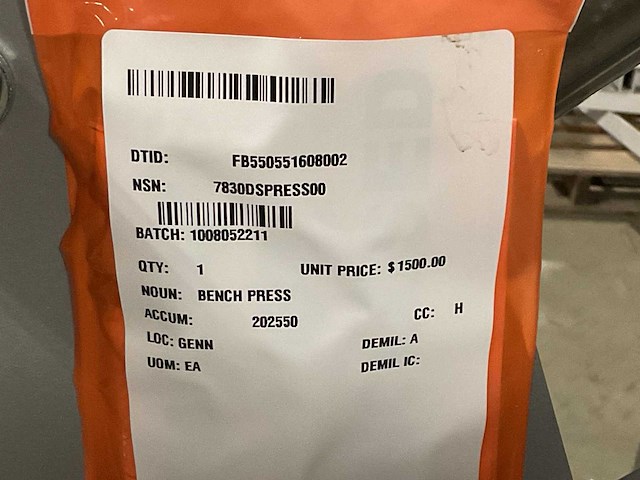 DTID: FB550551608002
NSN: 7830DSPRESS00
BATCH: 1008052211
QTY: 1 UNIT PRICE: $1500.00
NOUN: BENCH PRESS
ACCUM: 202550 CC: H
LOC: GENN DEMIL: A
UOM: EA DEMIL IC: